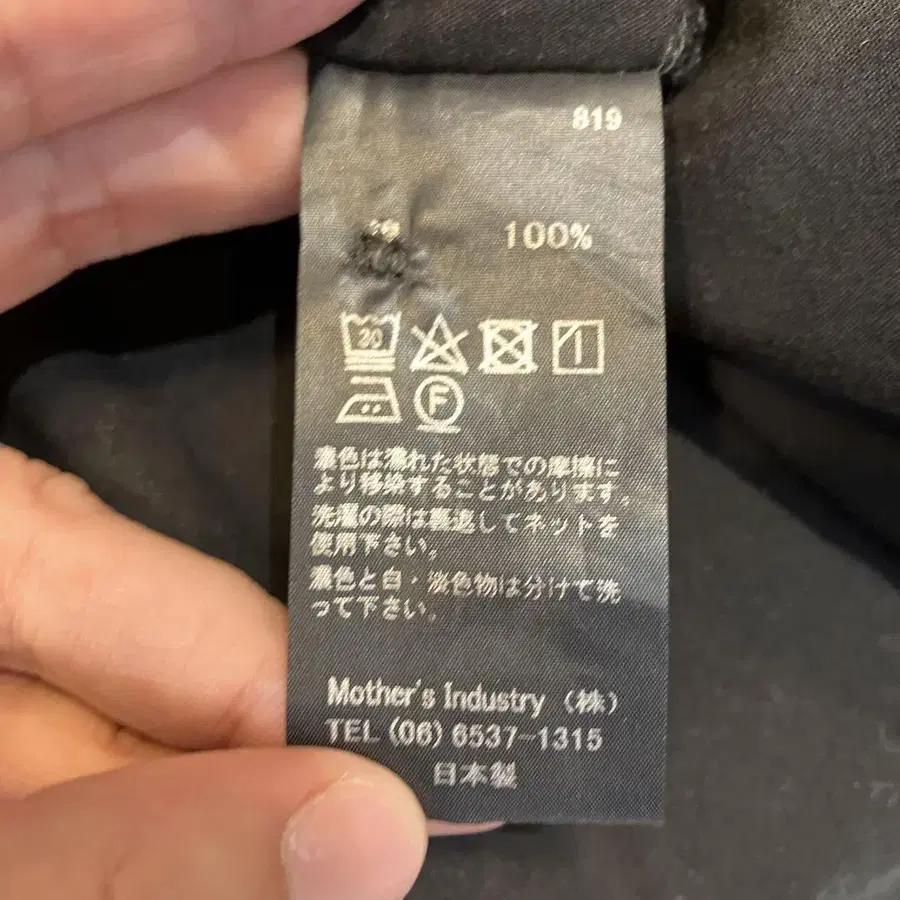 819
100%
30
F
濃色は濡れた状態での摩擦に
より移染することがあります。
洗濯の際は裏返してネットを
使用下さい。
濃色と白・淡色物は分けて洗
って下さい。
Mother's Industry (株)
TEL (06) 6537-1315
日本製